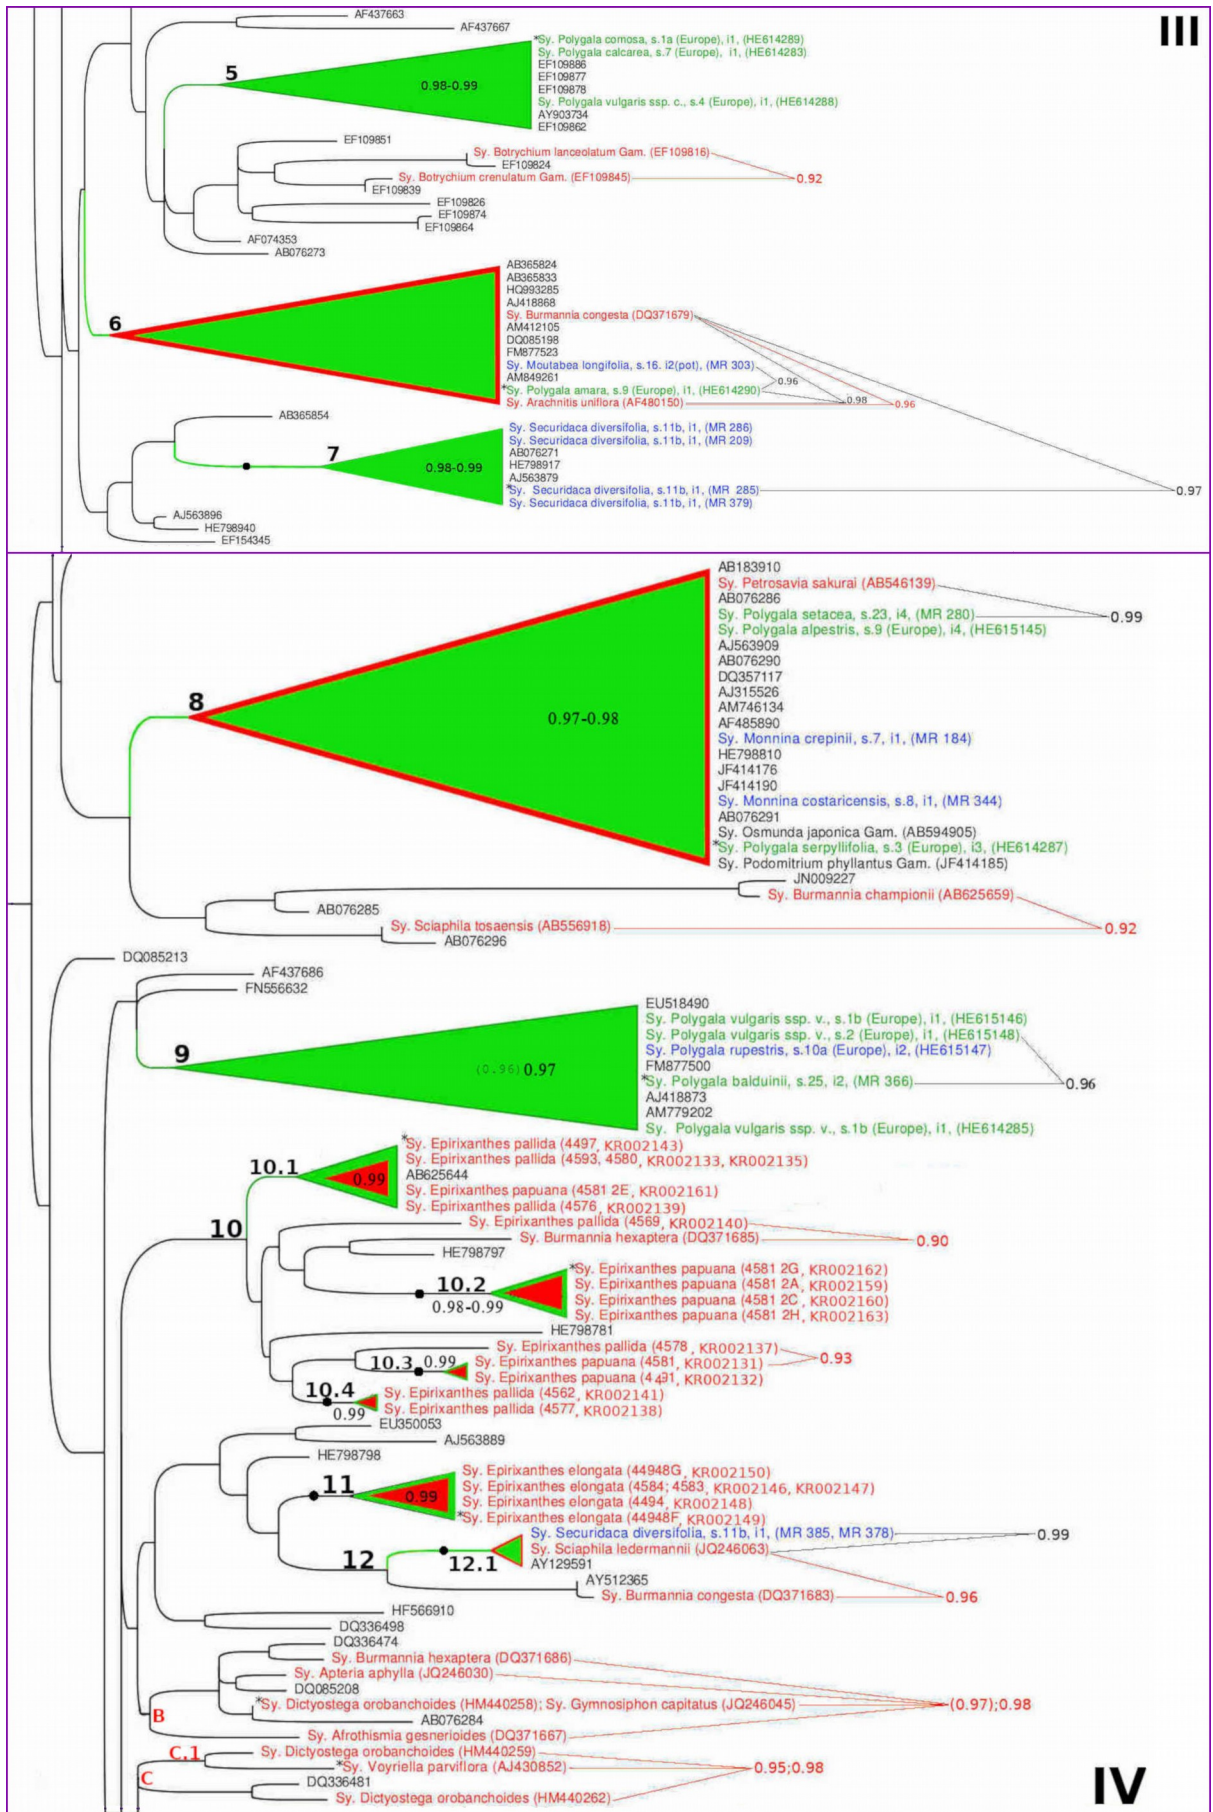 III
AF437663
AF437667
*Sy. Polygala comosa, s.1a (Europe), i1, (HE614289)
Sy. Polygala calcarea, s.7 (Europe), i1, (HE614283)
EF109886
5
EF109877
0.98-0.99
EF109878
Sy. Polygala vulgaris ssp. c., s.4 (Europe), i1, (HE614288)
AY903734
EF109862
EF109851
Sy. Botrychium lanceolatum Gam. (EF109816)
EF109824
Sy. Botrychium crenulatum Gam. (EF109845)
0.92
EF109839
EF109826
EF109874
EF109864
AF074353
AB076273
AB365824
AB365833
HQ993285
AJ418868
Sy. Burmannia congesta (DQ371679)
6
AM412105
DQ085198
FM877523
Sy. Moutabea longifolia, s.16. i2(pot), (MR 303)
AM849261
0.96
*Sy. Polygala amara, s.9 (Europe), i1, (HE614290)
0.98
Sy. Arachnitis uniflora (AF480150)
0.96
AB365854
Sy. Securidaca diversifolia, s.11b, i1, (MR 286)
Sy. Securidaca diversifolia, s.11b, i1, (MR 209)
7
AB076271
0.98-0.99
HE798917
AJ563879
*Sy. Securidaca diversifolia, s.11b, i1, (MR 285)
0.97
Sy. Securidaca diversifolia, s.11b, i1, (MR 379)
AJ563896
HE798940
EF154345
AB183910
Sy. Petrosavia sakurai (AB546139)
AB076286
Sy. Polygala setacea, s.23, i4, (MR 280)
0.99
Sy. Polygala alpestris, s.9 (Europe), i4, (HE615145)
AJ563909
AB076290
DQ357117
AJ315526
8
AM746134
0.97-0.98
AF485890
Sy. Monnina crepinii, s.7, i1, (MR 184)
HE798810
JF414176
JF414190
Sy. Monnina costaricensis, s.8, i1, (MR 344)
AB076291
Sy. Osmunda japonica Gam. (AB594905)
*Sy. Polygala serpyllifolia, s.3 (Europe), i3, (HE614287)
Sy. Podomitrium phyllantus Gam. (JF414185)
JN009227
Sy. Burmannia championii (AB625659)
AB076285
Sy. Sciaphila tosaensis (AB556918)
0.92
AB076296
DQ085213
AF437686
FN556632
EU518490
Sy. Polygala vulgaris ssp. v., s.1b (Europe), i1, (HE615146)
Sy. Polygala vulgaris ssp. v., s.2 (Europe), i1, (HE615148)
9
Sy. Polygala rupestris, s.10a (Europe), i2, (HE615147)
(0.96) 0.97
FM877500
*Sy. Polygala balduinii, s.25, i2, (MR 366)
0.96
AJ418873
AM779202
Sy. Polygala vulgaris ssp. v., s.1b (Europe), i1, (HE614285)
*Sy. Epirixanthes pallida (4497, KR002143)
10.1
Sy. Epirixanthes pallida (4593, 4580, KR002133, KR002135)
0.99
AB625644
Sy. Epirixanthes papuana (4581 2E, KR002161)
Sy. Epirixanthes pallida (4576, KR002139)
10
Sy. Epirixanthes pallida (4569, KR002140)
Sy. Burmannia hexaptera (DQ371685)
0.90
HE798797
*Sy. Epirixanthes papuana (4581 2G, KR002162)
10.2
Sy. Epirixanthes papuana (4581 2A, KR002159)
0.98-0.99
Sy. Epirixanthes papuana (4581 2C, KR002160)
Sy. Epirixanthes papuana (4581 2H, KR002163)
HE798781
Sy. Epirixanthes pallida (4578, KR002137)
0.93
10.3 0.99
Sy. Epirixanthes papuana (4581, KR002131)
Sy. Epirixanthes papuana (4491, KR002132)
10.4
Sy. Epirixanthes pallida (4562, KR002141)
0.99
Sy. Epirixanthes pallida (4577, KR002138)
EU350053
AJ563889
HE798798
Sy. Epirixanthes elongata (44948G, KR002150)
11
Sy. Epirixanthes elongata (4584; 4583, KR002146, KR002147)
0.99
Sy. Epirixanthes elongata (4494, KR002148)
*Sy. Epirixanthes elongata (44948F, KR002149)
Sy. Securidaca diversifolia, s.11b, i1, (MR 385, MR 378)
0.99
Sy. Sciaphila ledermannii (JQ246063)
12
12.1
AY129591
AY512365
Sy. Burmannia congesta (DQ371683)
0.96
HF566910
DQ336498
DQ336474
Sy. Burmannia hexaptera (DQ371686)
Sy. Apteria aphylla (JQ246030)
DQ085208
*Sy. Dictyostega orobanchoides (HM440258); Sy. Gymnosiphon capitatus (JQ246045)
(0.97);0.98
B
AB076284
Sy. Afrothismia gesnerioides (DQ371667)
C.1
Sy. Dictyostega orobanchoides (HM440259)
*Sy. Voyriella parviflora (AJ430852)
0.95;0.98
C
DQ336481
Sy. Dictyostega orobanchoides (HM440262)
IV